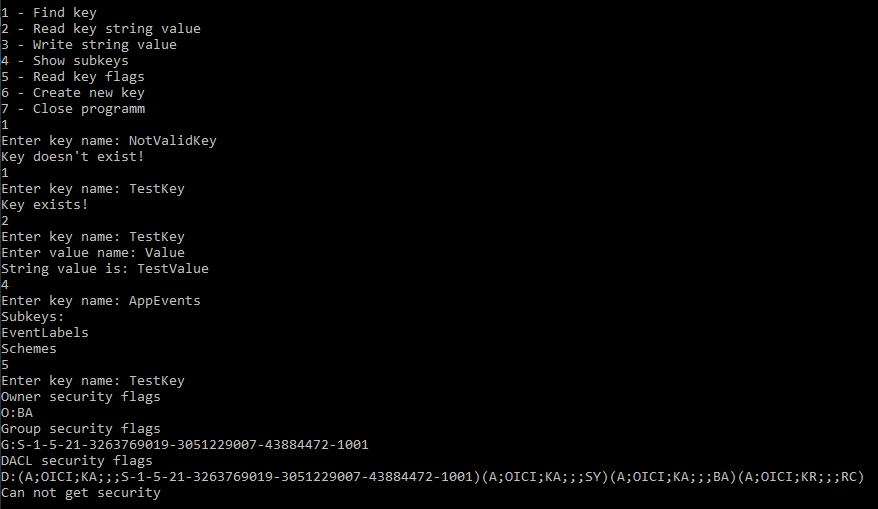 1 - Find key
2 - Read key string value
3 - Write string value
4 - Show subkeys
5 - Read key flags
6 - Create new key
7 - Close programm
1
Enter key name: NotValidKey
Key doesn't exist!
1
Enter key name: TestKey
Key exists!
2
Enter key name: TestKey
Enter value name: Value
String value is: TestValue
4
Enter key name: AppEvents
Subkeys:
EventLabels
Schemes
5
Enter key name: TestKey
Owner security flags
O:BA
Group security flags
G:S-1-5-21-3263769019-3051229007-43884472-1001
DACL security flags
D:(A;OICI;KA;;;S-1-5-21-3263769019-3051229007-43884472-1001)(A;OICI;KA;;;SY)(A;OICI;KA;;;BA)(A;OICI;KR;;;RC)
Can not get security